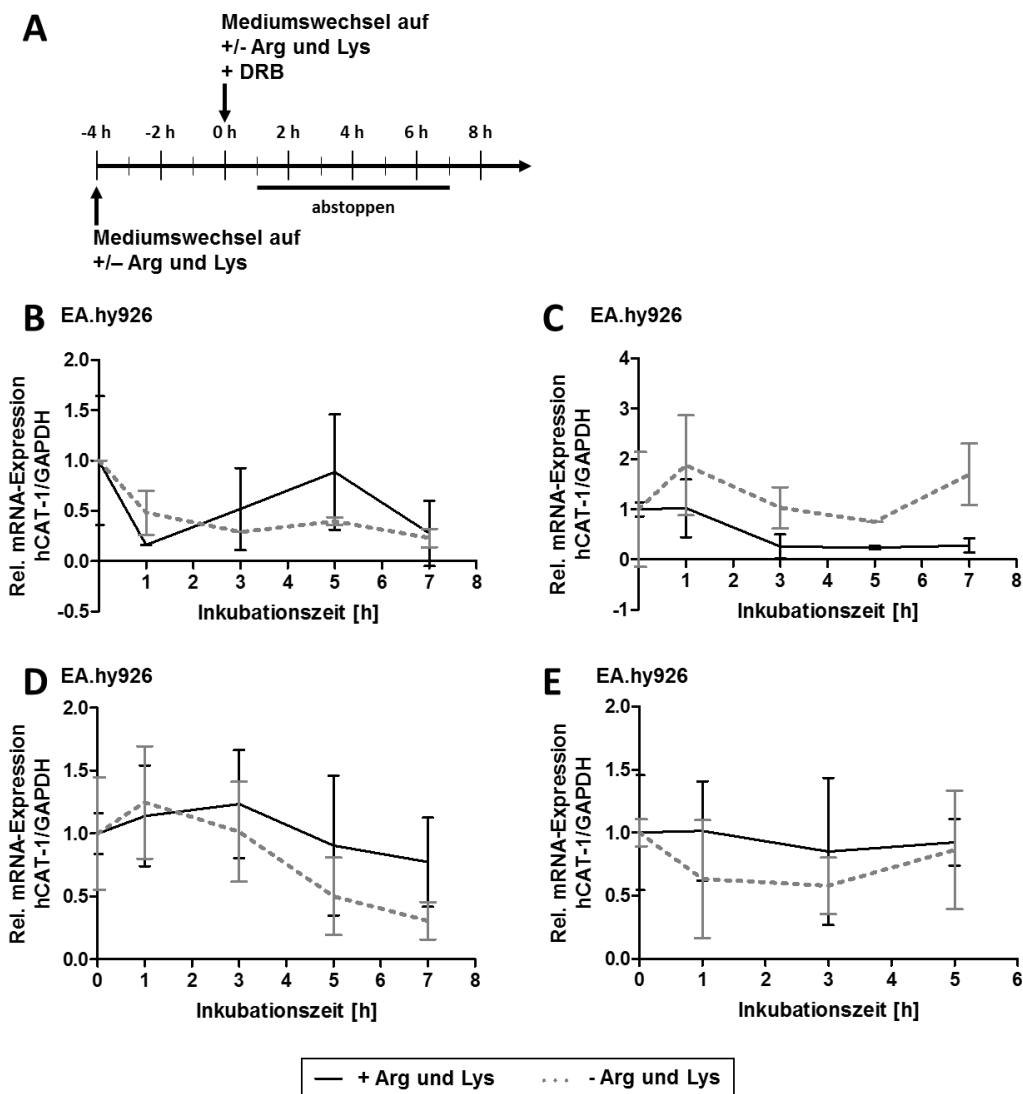 A
Mediumswechsel auf
+/- Arg und Lys
+ DRB
-4 h -2 h 0 h 2 h 4 h 6 h 8 h
abstoppen
Mediumswechsel auf
+/– Arg und Lys
B EA.hy926
Rel. mRNA-Expression
hCAT-1/GAPDH
2.0
1.5
1.0
0.5
0.0
-0.5
1 2 3 4 5 6 7 8
Inkubationszeit [h]
C EA.hy926
Rel. mRNA-Expression
hCAT-1/GAPDH
4
3
2
1
0
-1
1 2 3 4 5 6 7 8
Inkubationszeit [h]
D EA.hy926
Rel. mRNA-Expression
hCAT-1/GAPDH
2.0
1.5
1.0
0.5
0.0
0 1 2 3 4 5 6 7 8
Inkubationszeit [h]
E EA.hy926
Rel. mRNA-Expression
hCAT-1/GAPDH
2.0
1.5
1.0
0.5
0.0
0 1 2 3 4 5 6
Inkubationszeit [h]
+ Arg und Lys - Arg und Lys